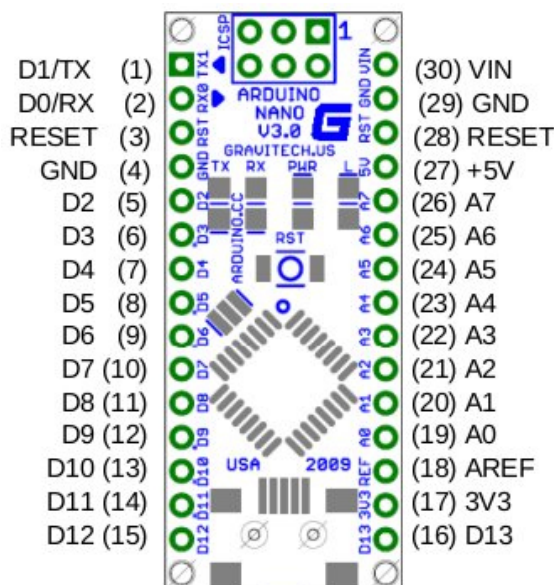 ICSP
1
D1/TX (1) TX1 VIN (30) VIN
D0/RX (2) RX0 ARDUINO GND (29) GND
NANO
RESET (3) RST V3.0 G RST (28) RESET
GRAVITECH.US
GND (4) GND TX RX PWR L 5V (27) +5V
D2 (5) D2 A7 (26) A7
D3 (6) D3 ARDUINO.CC RST A6 (25) A6
D4 (7) D4 A5 (24) A5
D5 (8) D5 A4 (23) A4
D6 (9) D6 A3 (22) A3
D7 (10) D7 A2 (21) A2
D8 (11) D8 A1 (20) A1
D9 (12) D9 A0 (19) A0
D10 (13) D10 USA 2009 REF (18) AREF
D11 (14) D11 3V3 (17) 3V3
D12 (15) D12 D13 (16) D13